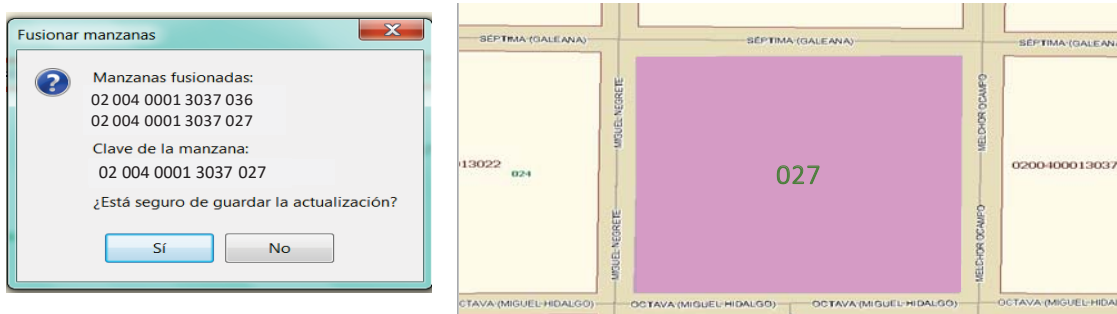 Fusionar manzanas
Manzanas fusionadas:
02 004 0001 3037 036
02 004 0001 3037 027
Clave de la manzana:
02 004 0001 3037 027
¿Está seguro de guardar la actualización?
Sí
No
SÉPTIMA (GALEANA)
SÉPTIMA (GALEANA)
SÉPTIMA (GALEANA
MIGUEL NEGRETE
MELCHOR OCAMPO
13022
024
027
0200400013037
MIGUEL NEGRETE
MELCHOR OCAMPO
OCTAVA (MIGUEL HIDALGO)
OCTAVA (MIGUEL HIDALGO)
OCTAVA (MIGUEL HIDALGO)
OCTAVA (MIGUEL HIDA